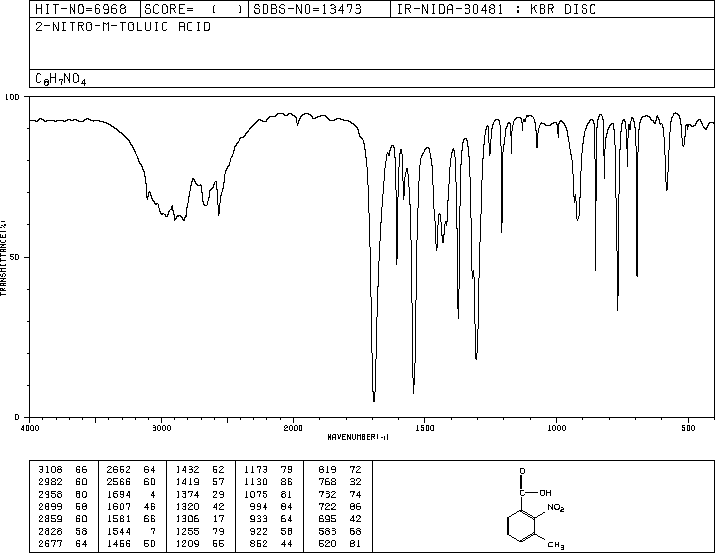 HIT-NO=6968 SCORE= ( ) SDBS-NO=13473 IR-NIDA-30481 : KBR DISC
2-NITRO-M-TOLUIC ACID
C8H7NO4
100
50
0
TRANSMITTANCE(%)
4000 3000 2000 1500 1000 500
WAVENUMBER(-1)
3108 66 2652 64 1432 52 1173 79 819 72
2982 60 2566 60 1419 57 1130 86 768 32
2958 60 1694 4 1374 29 1075 81 732 74
2899 58 1607 46 1320 42 994 84 722 86
2859 60 1581 66 1306 17 933 64 695 42
2828 58 1544 7 1255 79 922 58 583 68
2677 64 1456 50 1209 55 852 44 520 81
O
C OH
NO2
CH3